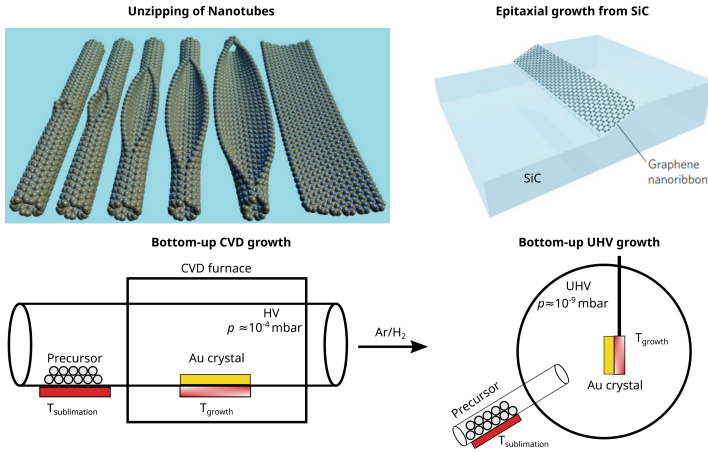 Unzipping of Nanotubes
Epitaxial growth from SiC
Graphene
nanoribbon
SiC
Bottom-up CVD growth
CVD furnace
HV
p ≈10⁻⁴ mbar
Precursor
Au crystal
T_sublimation
T_growth
Ar/H₂
Bottom-up UHV growth
UHV
p≈10⁻⁹ mbar
T_growth
Au crystal
Precursor
T_sublimation